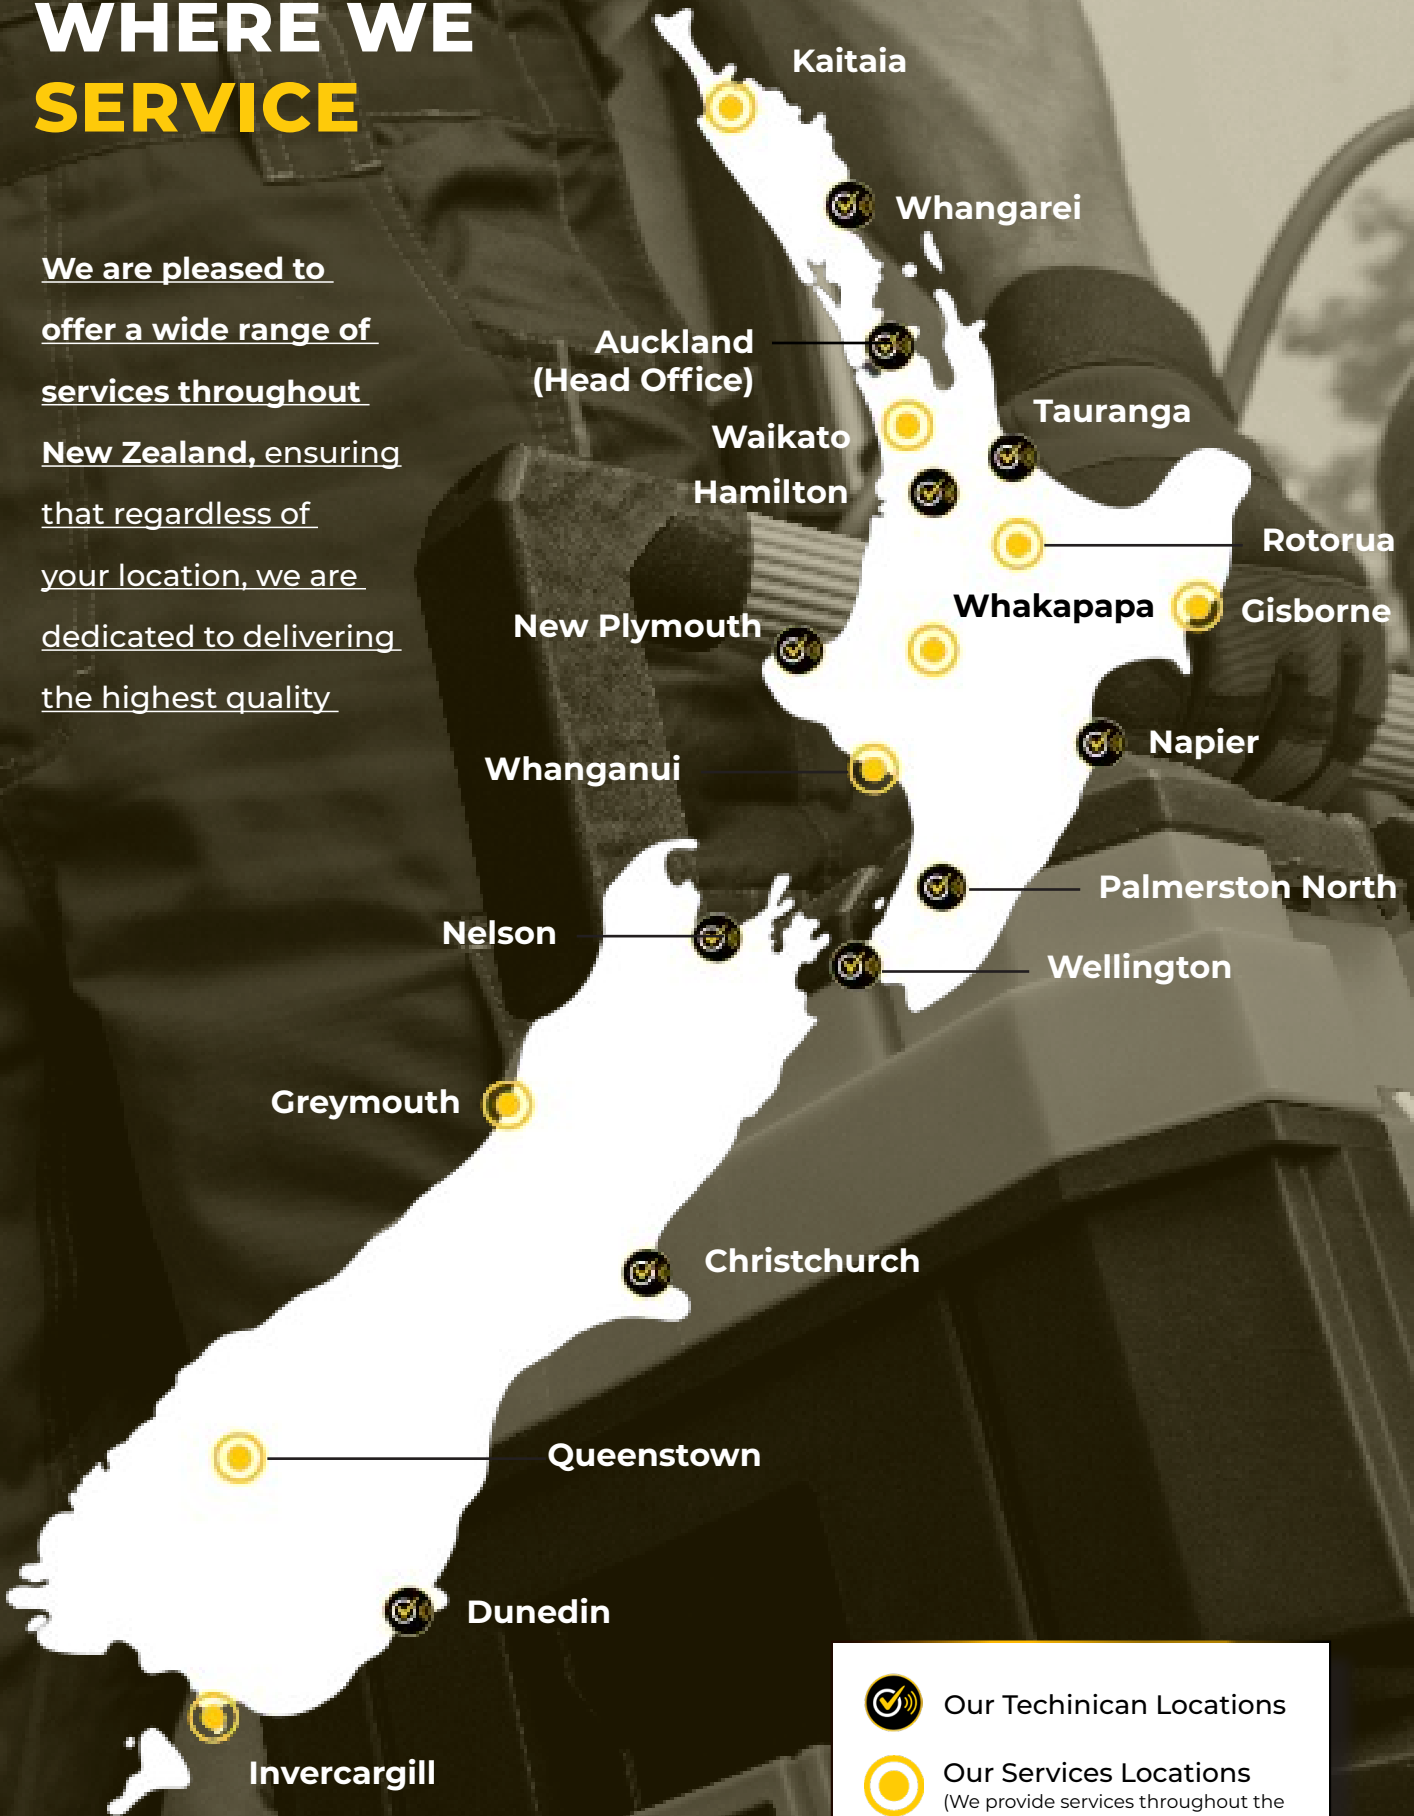 WHERE WE
SERVICE
We are pleased to
offer a wide range of
services throughout
New Zealand, ensuring
that regardless of
your location, we are
dedicated to delivering
the highest quality
Kaitaia
Whangarei
Auckland
(Head Office)
Tauranga
Waikato
Hamilton
Rotorua
Whakapapa
Gisborne
New Plymouth
Napier
Whanganui
Palmerston North
Nelson
Wellington
Greymouth
Christchurch
Queenstown
Dunedin
Invercargill
Our Techinican Locations
Our Services Locations
(We provide services throughout the